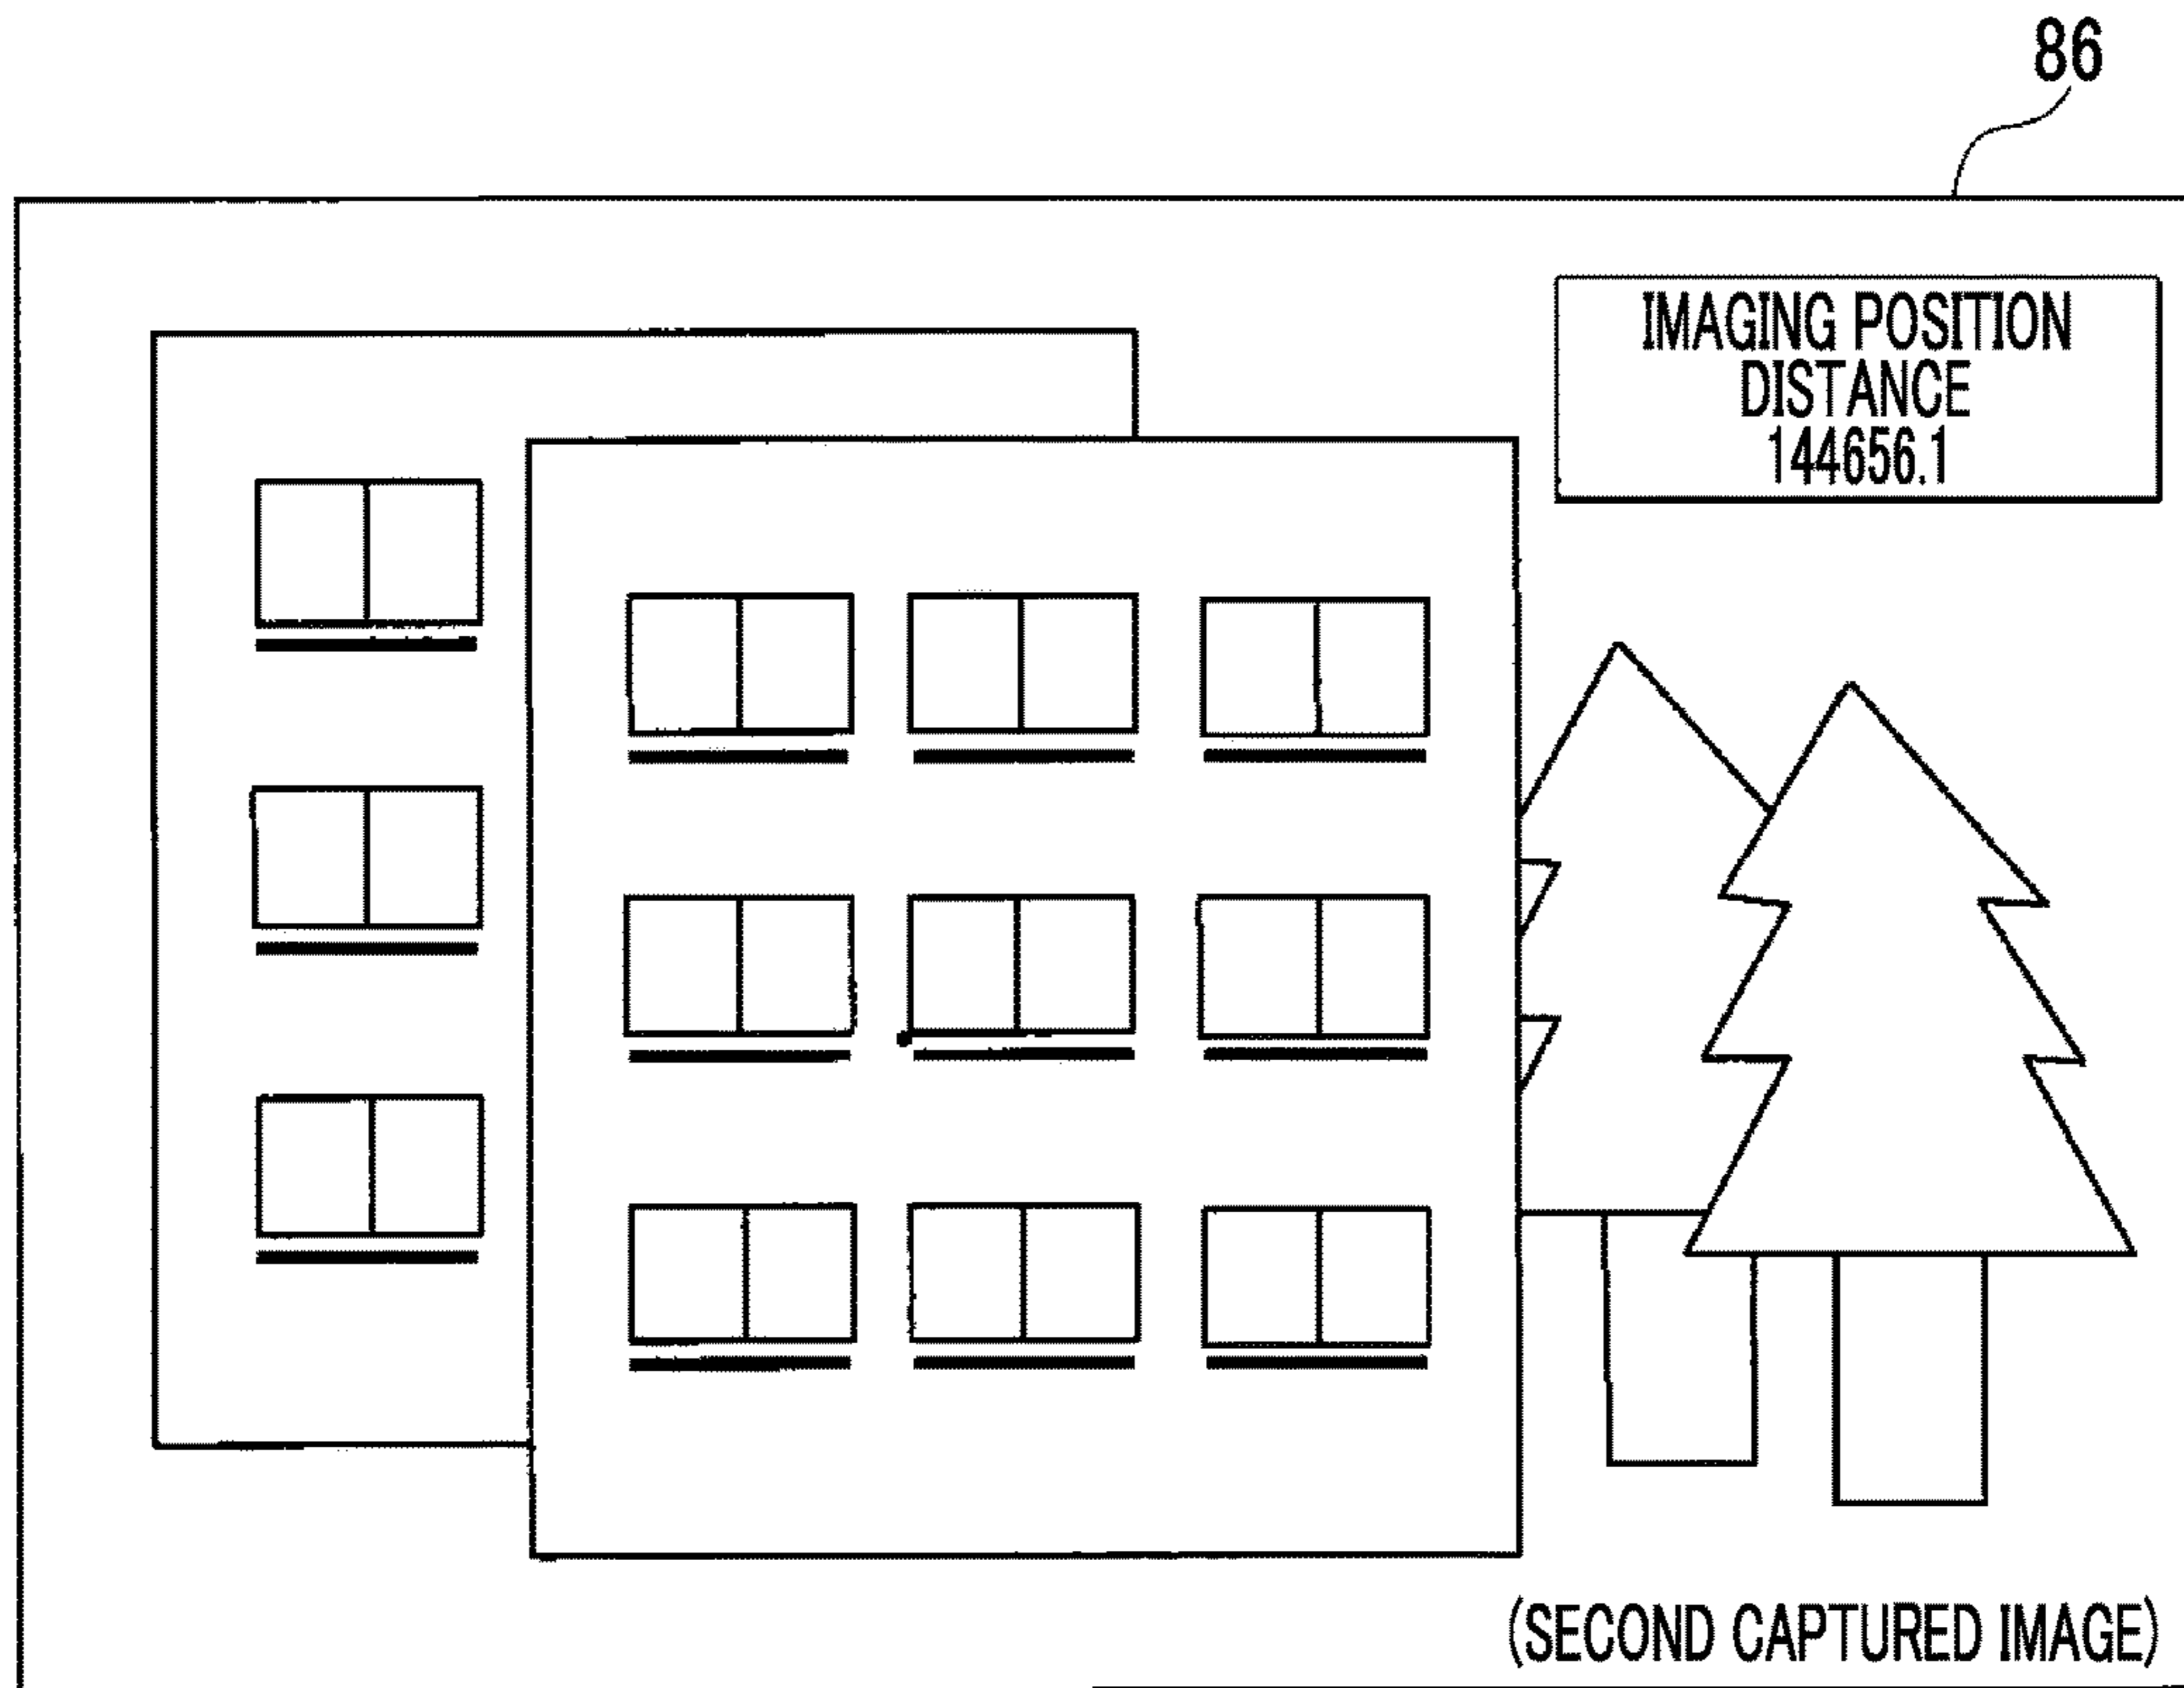 86
IMAGING POSITION
DISTANCE
144656.1
(SECOND CAPTURED IMAGE)